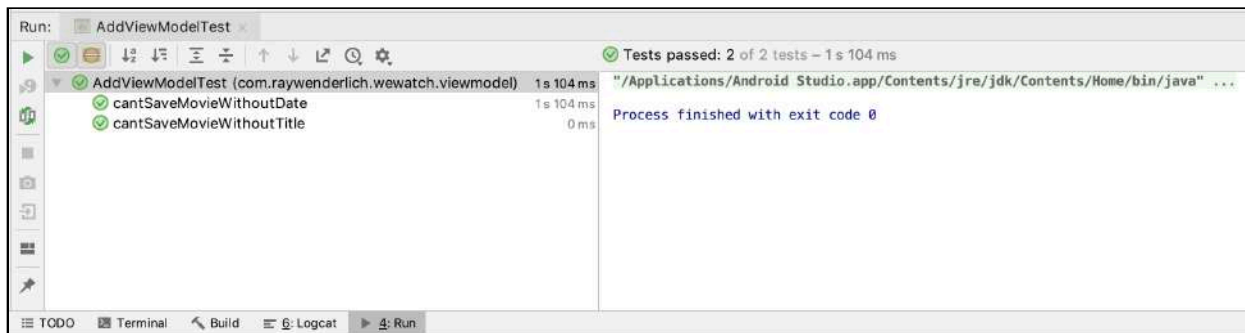 Run: AddViewModelTest ×
Tests passed: 2 of 2 tests – 1 s 104 ms
AddViewModelTest (com.raywenderlich.wewatch.viewmodel) 1 s 104 ms
cantSaveMovieWithoutDate 1 s 104 ms
cantSaveMovieWithoutTitle 0 ms
"/Applications/Android Studio.app/Contents/jre/jdk/Contents/Home/bin/java" ...
Process finished with exit code 0
TODO Terminal Build 6: Logcat 4: Run